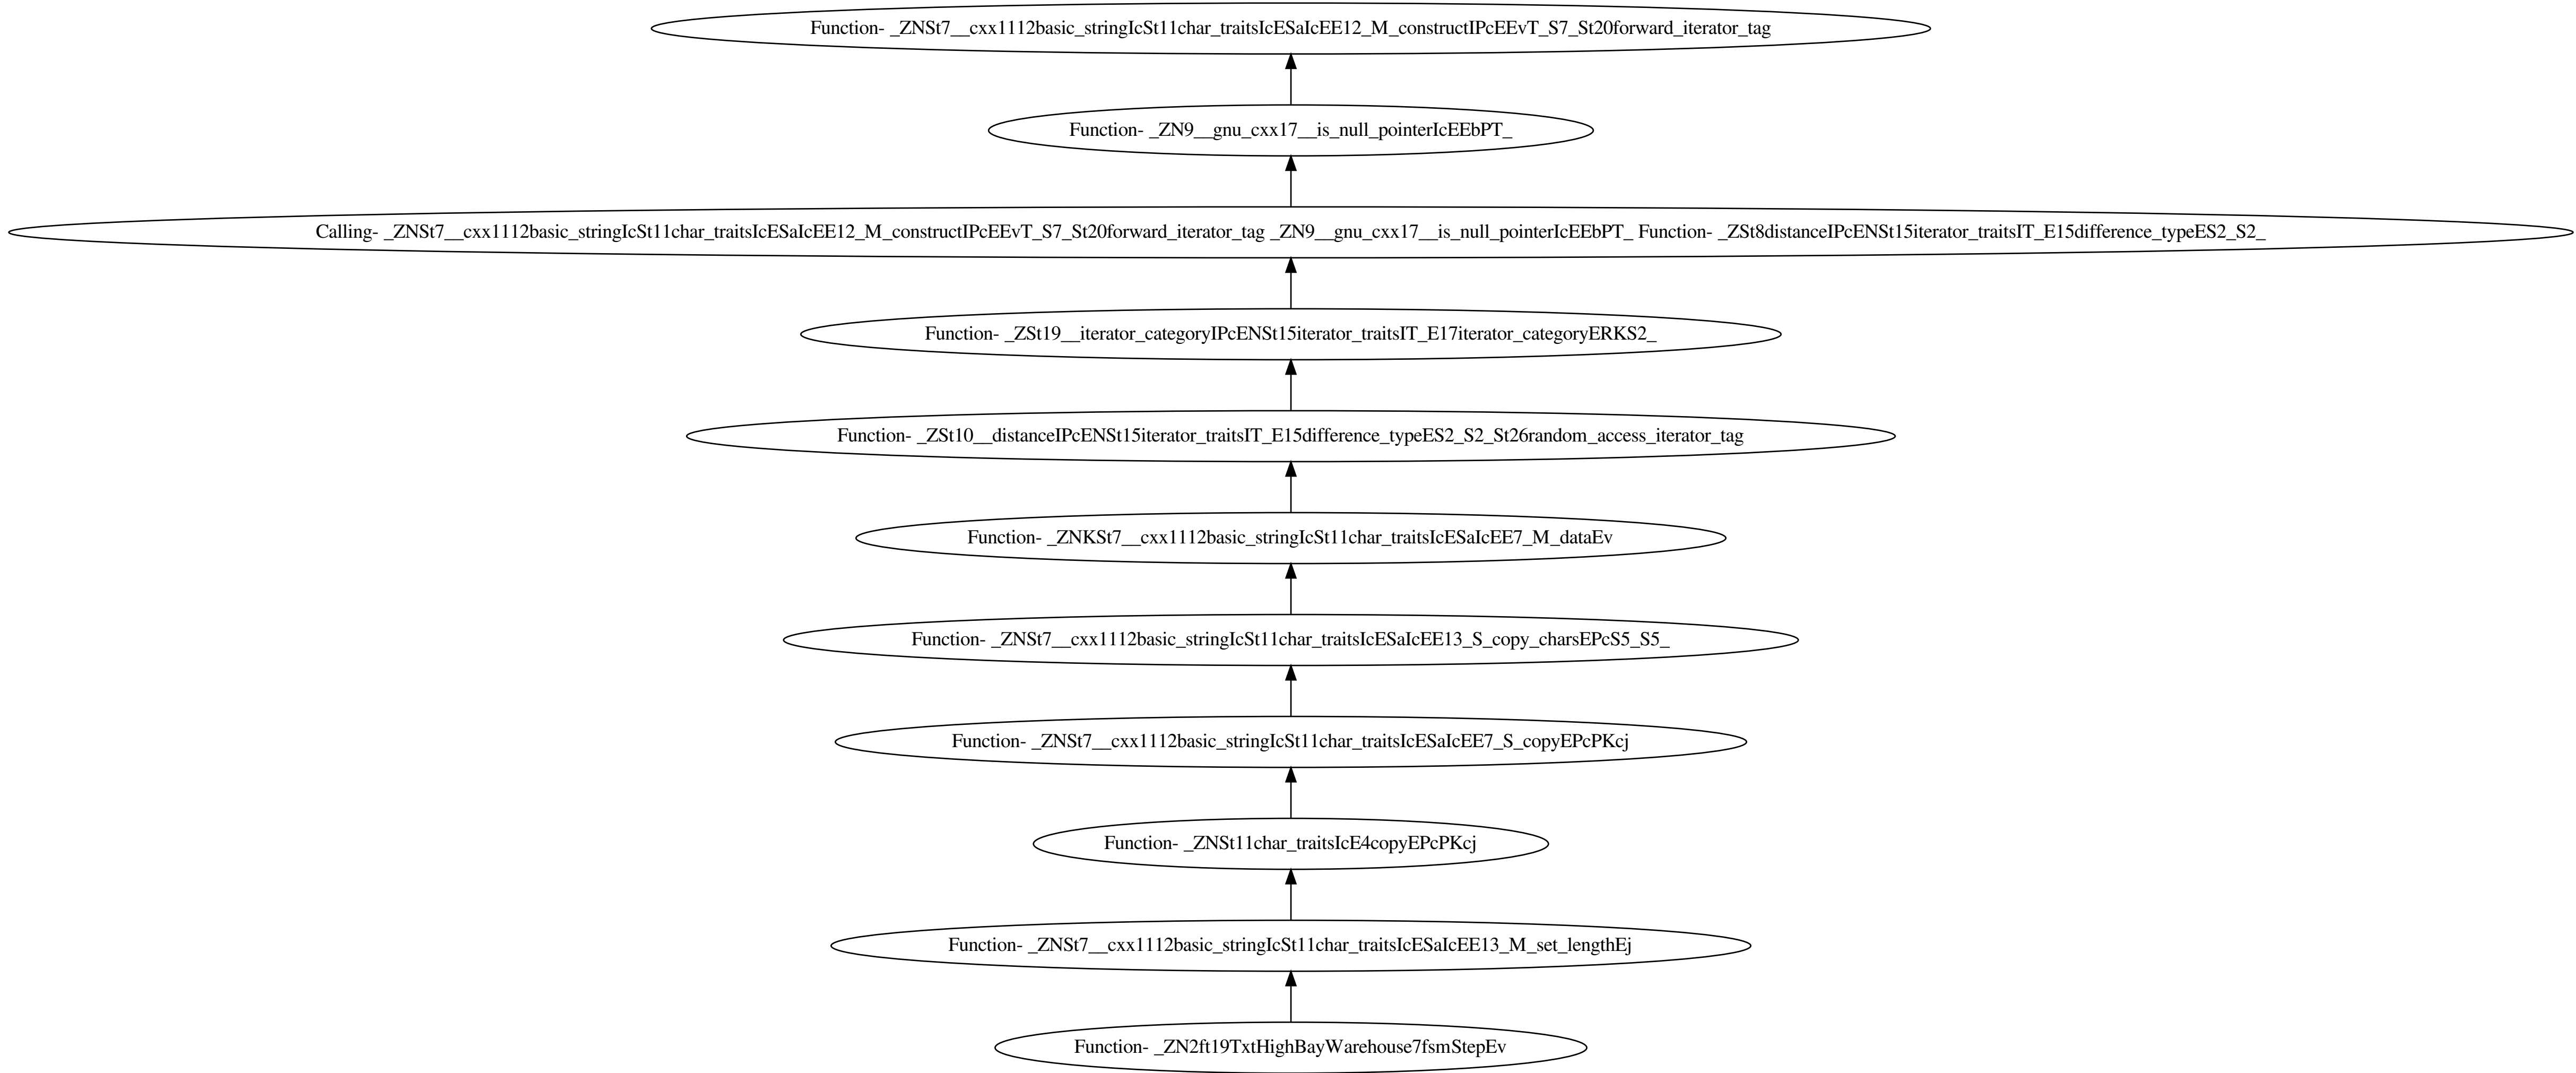 Function- _ZNSt7__cxx1112basic_stringIcSt11char_traitsIcESaIcEE12_M_constructIPcEEvT_S7_St20forward_iterator_tag
Function- _ZN9__gnu_cxx17__is_null_pointerIcEEbPT_
Calling- _ZNSt7__cxx1112basic_stringIcSt11char_traitsIcESaIcEE12_M_constructIPcEEvT_S7_St20forward_iterator_tag _ZN9__gnu_cxx17__is_null_pointerIcEEbPT_ Function- _ZSt8distanceIPcENSt15iterator_traitsIT_E15difference_typeES2_S2_
Function- _ZSt19__iterator_categoryIPcENSt15iterator_traitsIT_E17iterator_categoryERKS2_
Function- _ZSt10__distanceIPcENSt15iterator_traitsIT_E15difference_typeES2_S2_St26random_access_iterator_tag
Function- _ZNKSt7__cxx1112basic_stringIcSt11char_traitsIcESaIcEE7_M_dataEv
Function- _ZNSt7__cxx1112basic_stringIcSt11char_traitsIcESaIcEE13_S_copy_charsEPcS5_S5_
Function- _ZNSt7__cxx1112basic_stringIcSt11char_traitsIcESaIcEE7_S_copyEPcPKcj
Function- _ZNSt11char_traitsIcE4copyEPcPKcj
Function- _ZNSt7__cxx1112basic_stringIcSt11char_traitsIcESaIcEE13_M_set_lengthEj
Function- _ZN2ft19TxtHighBayWarehouse7fsmStepEv